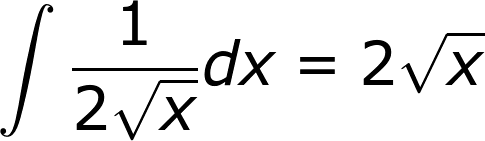 ∫ 1/(2√x) dx = 2√x